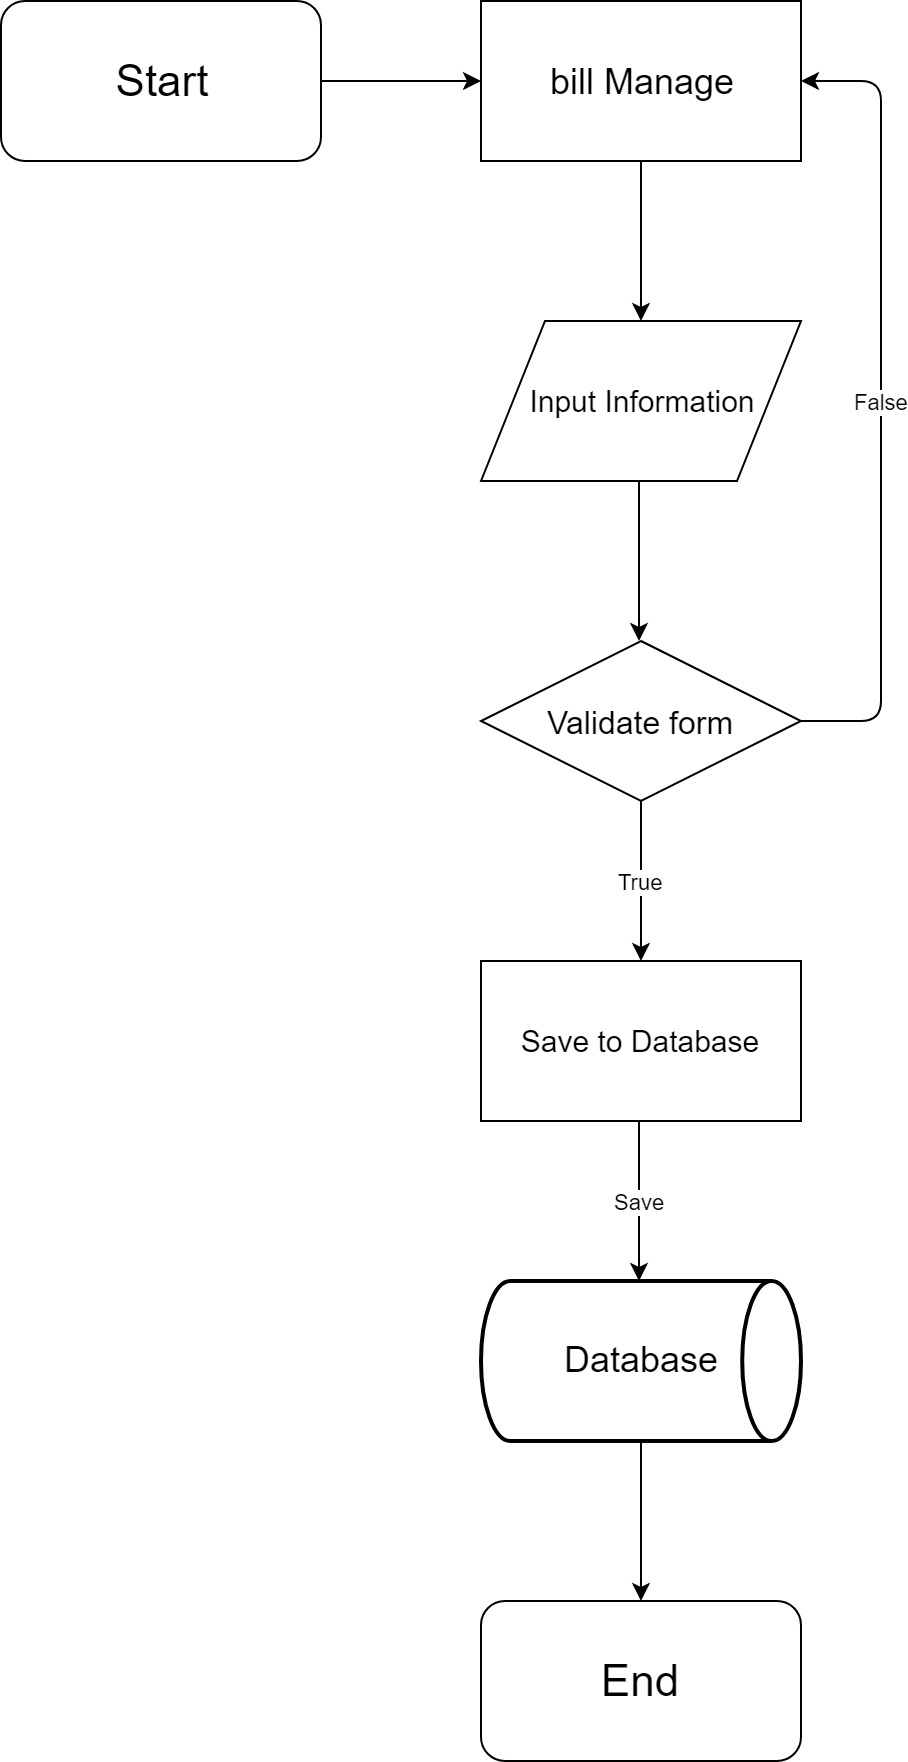 Start
bill Manage
Input Information
False
Validate form
True
Save to Database
Save
Database
End